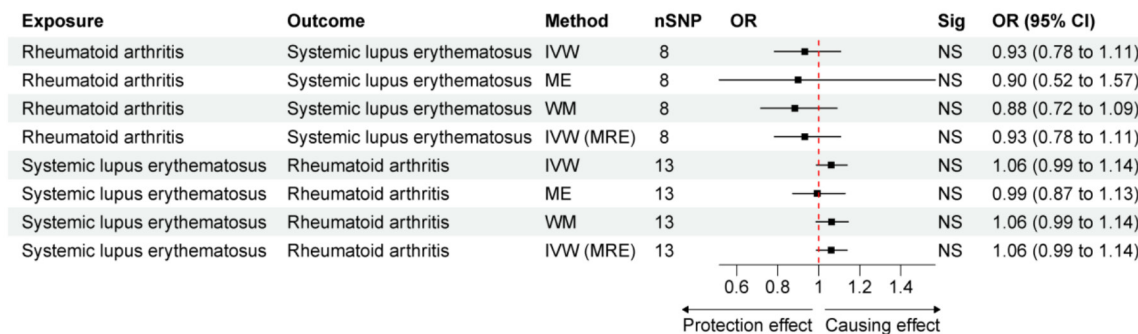 Exposure Outcome Method nSNP OR Sig OR (95% CI)
Rheumatoid arthritis Systemic lupus erythematosus IVW 8 NS 0.93 (0.78 to 1.11)
Rheumatoid arthritis Systemic lupus erythematosus ME 8 NS 0.90 (0.52 to 1.57)
Rheumatoid arthritis Systemic lupus erythematosus WM 8 NS 0.88 (0.72 to 1.09)
Rheumatoid arthritis Systemic lupus erythematosus IVW (MRE) 8 NS 0.93 (0.78 to 1.11)
Systemic lupus erythematosus Rheumatoid arthritis IVW 13 NS 1.06 (0.99 to 1.14)
Systemic lupus erythematosus Rheumatoid arthritis ME 13 NS 0.99 (0.87 to 1.13)
Systemic lupus erythematosus Rheumatoid arthritis WM 13 NS 1.06 (0.99 to 1.14)
Systemic lupus erythematosus Rheumatoid arthritis IVW (MRE) 13 NS 1.06 (0.99 to 1.14)
0.6 0.8 1 1.2 1.4
Protection effect Causing effect